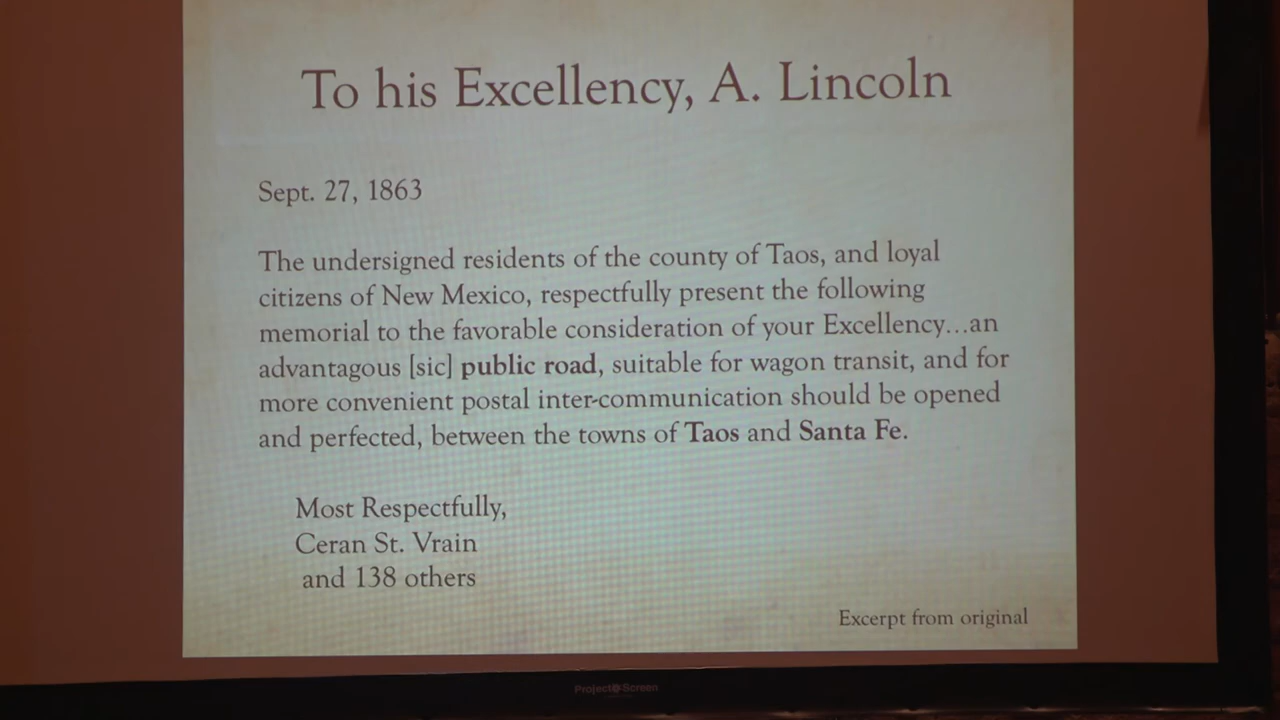 To his Excellency, A. Lincoln
Sept. 27, 1863
The undersigned residents of the county of Taos, and loyal
citizens of New Mexico, respectfully present the following
memorial to the favorable consideration of your Excellency…an
advantagous [sic] public road, suitable for wagon transit, and for
more convenient postal inter-communication should be opened
and perfected, between the towns of Taos and Santa Fe.
Most Respectfully,
Ceran St. Vrain
and 138 others
Excerpt from original
Project Screen